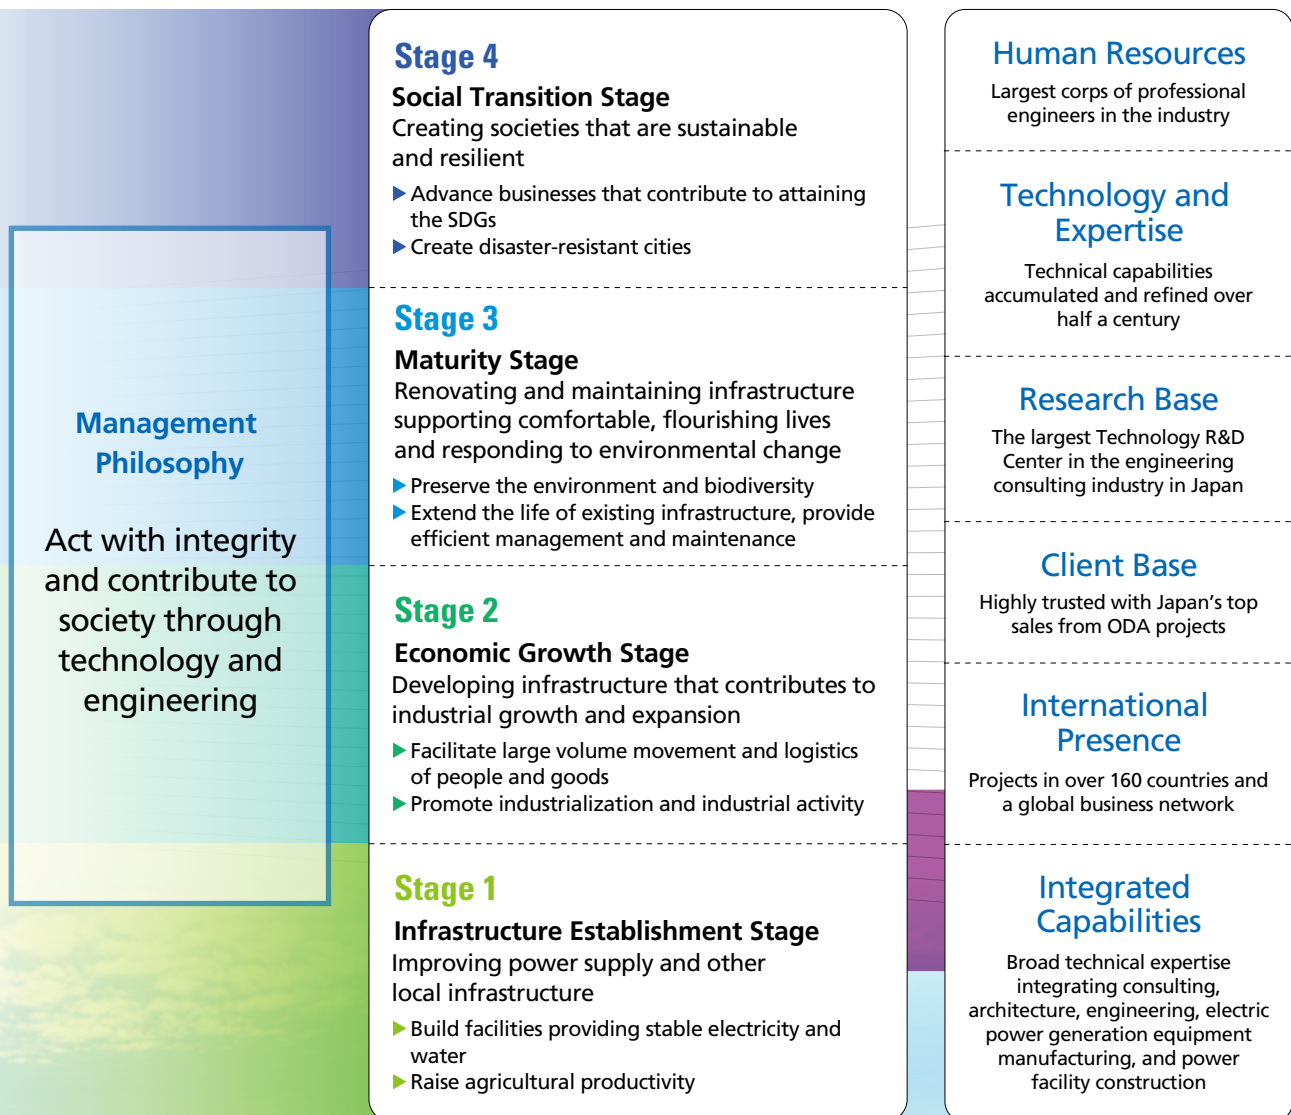 Management
Philosophy
Act with integrity
and contribute to
society through
technology and
engineering
Stage 4
Social Transition Stage
Creating societies that are sustainable
and resilient
▶ Advance businesses that contribute to attaining
the SDGs
▶ Create disaster-resistant cities
Stage 3
Maturity Stage
Renovating and maintaining infrastructure
supporting comfortable, flourishing lives
and responding to environmental change
▶ Preserve the environment and biodiversity
▶ Extend the life of existing infrastructure, provide
efficient management and maintenance
Stage 2
Economic Growth Stage
Developing infrastructure that contributes to
industrial growth and expansion
▶ Facilitate large volume movement and logistics
of people and goods
▶ Promote industrialization and industrial activity
Stage 1
Infrastructure Establishment Stage
Improving power supply and other
local infrastructure
▶ Build facilities providing stable electricity and
water
▶ Raise agricultural productivity
Human Resources
Largest corps of professional
engineers in the industry
Technology and
Expertise
Technical capabilities
accumulated and refined over
half a century
Research Base
The largest Technology R&D
Center in the engineering
consulting industry in Japan
Client Base
Highly trusted with Japan’s top
sales from ODA projects
International
Presence
Projects in over 160 countries and
a global business network
Integrated
Capabilities
Broad technical expertise
integrating consulting,
architecture, engineering, electric
power generation equipment
manufacturing, and power
facility construction